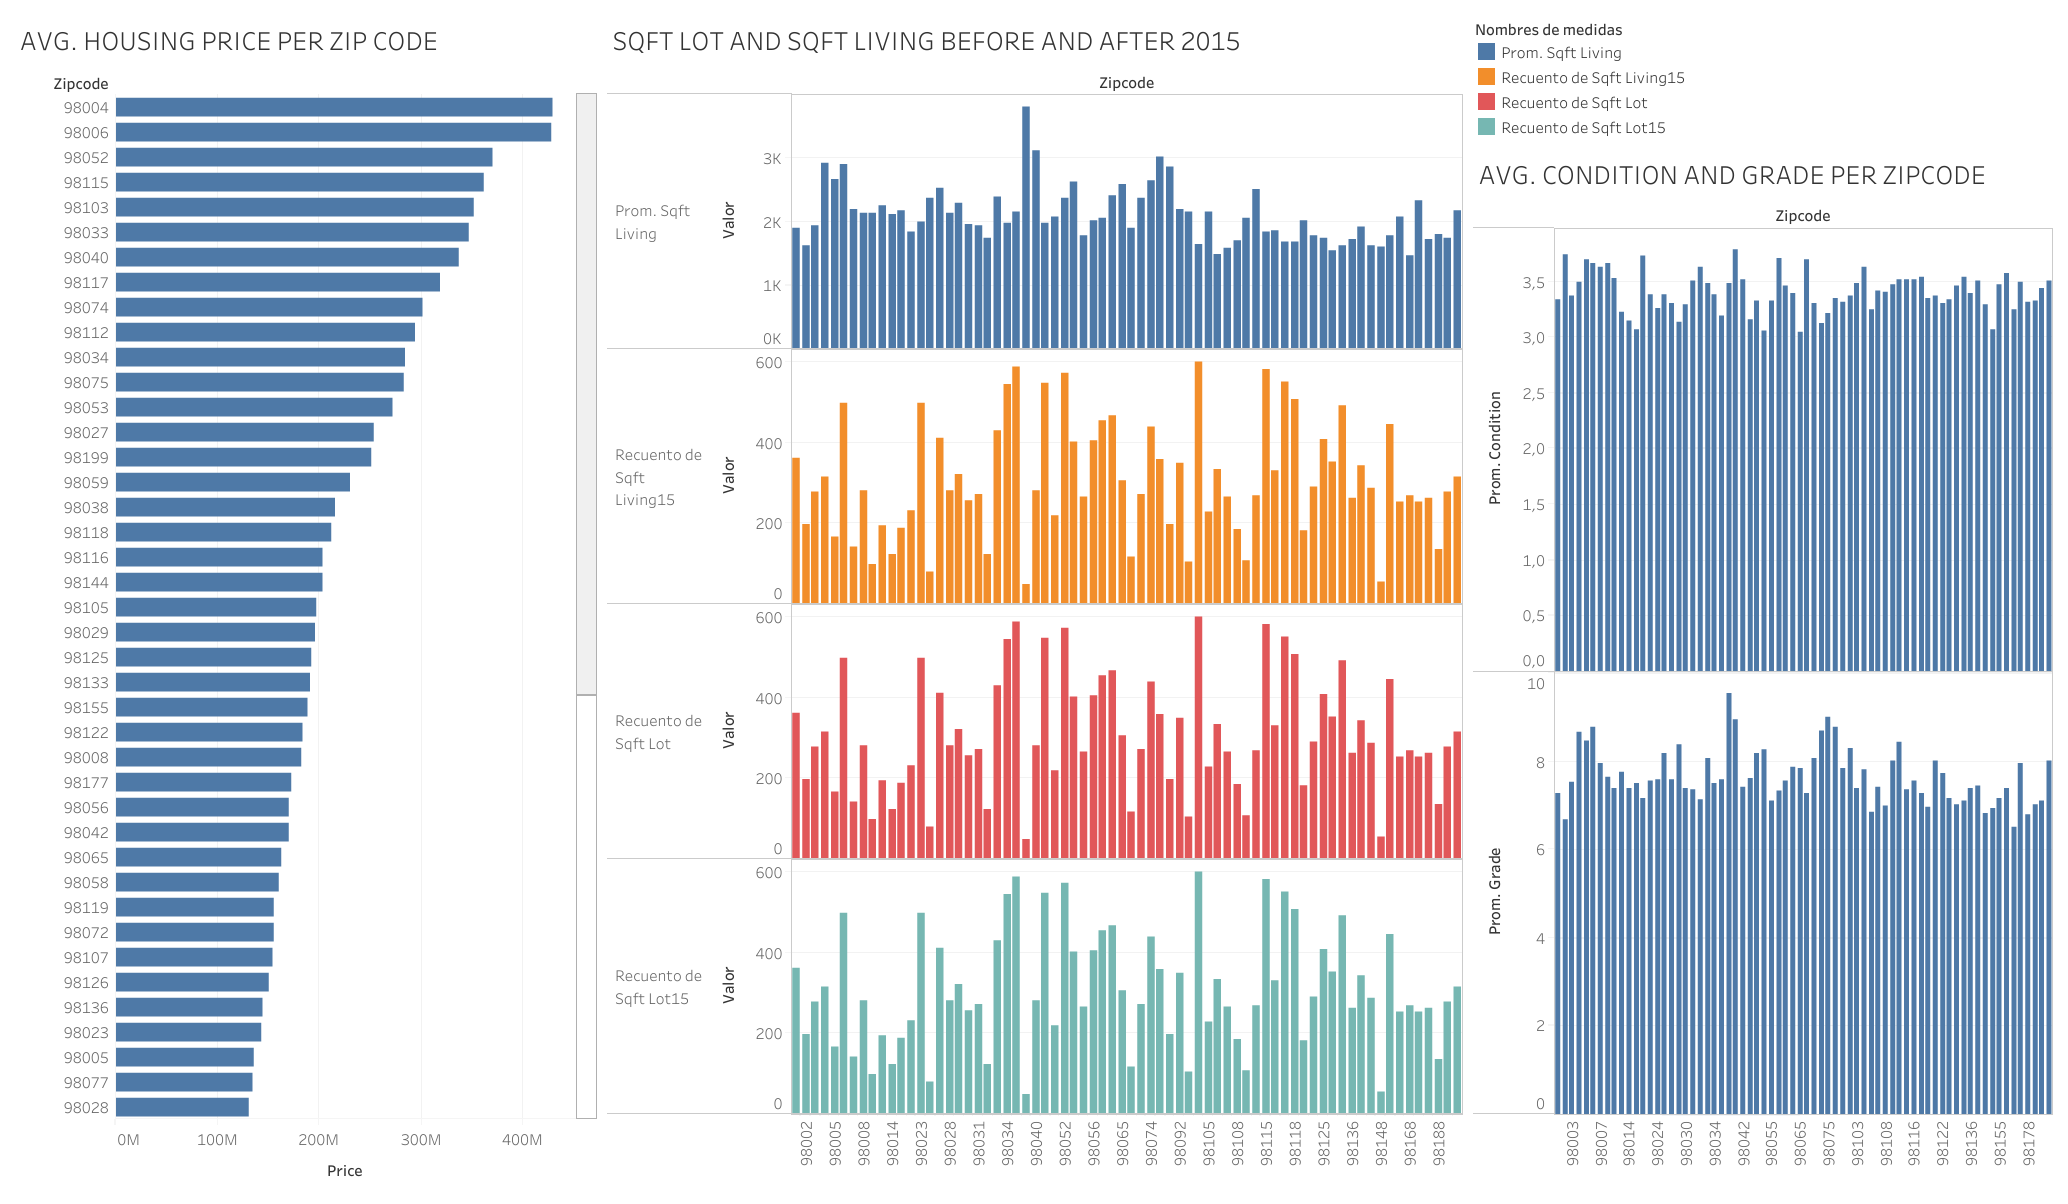 AVG. HOUSING PRICE PER ZIP CODE
Zipcode
98004
98006
98052
98115
98103
98033
98040
98117
98074
98112
98034
98075
98053
98027
98199
98059
98038
98118
98116
98144
98105
98029
98125
98133
98155
98122
98008
98177
98056
98042
98065
98058
98119
98072
98107
98126
98136
98023
98005
98077
98028
0M 100M 200M 300M 400M
Price
SQFT LOT AND SQFT LIVING BEFORE AND AFTER 2015
Zipcode
Prom. Sqft
Living
Valor
3K
2K
1K
0K
Recuento de
Sqft
Living15
Valor
600
400
200
0
Recuento de
Sqft Lot
Valor
600
400
200
0
Recuento de
Sqft Lot15
Valor
600
400
200
0
98002 98005 98008 98014 98023 98028 98031 98034 98040 98052 98056 98065 98074 98092 98105 98108 98115 98118 98125 98136 98148 98168 98188
Nombres de medidas
Prom. Sqft Living
Recuento de Sqft Living15
Recuento de Sqft Lot
Recuento de Sqft Lot15
AVG. CONDITION AND GRADE PER ZIPCODE
Zipcode
Prom. Condition
3,5
3,0
2,5
2,0
1,5
1,0
0,5
0,0
Prom. Grade
10
8
6
4
2
0
98003 98007 98014 98024 98030 98034 98042 98055 98065 98075 98103 98108 98116 98122 98136 98155 98178